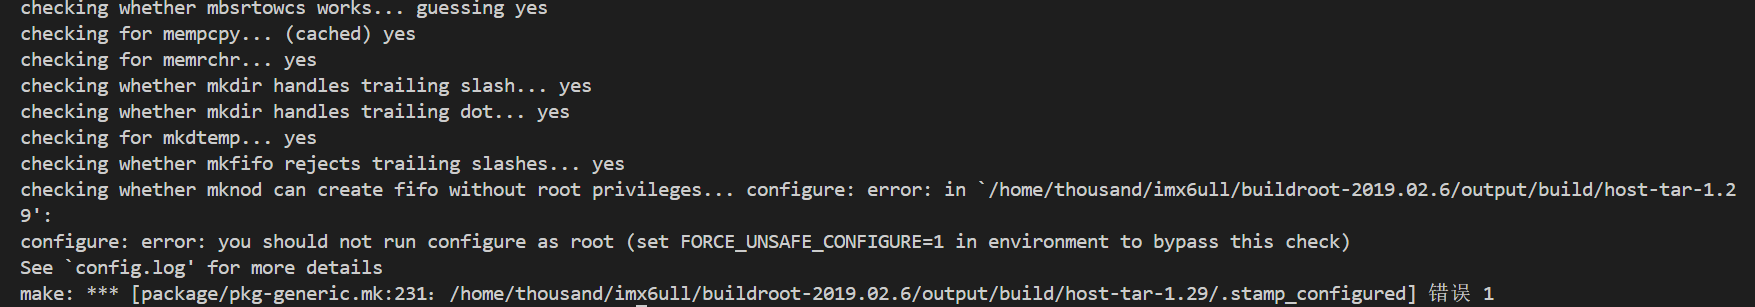 checking whether mbsrtowcs works... guessing yes
checking for mempcpy... (cached) yes
checking for memrchr... yes
checking whether mkdir handles trailing slash... yes
checking whether mkdir handles trailing dot... yes
checking for mkdtemp... yes
checking whether mkfifo rejects trailing slashes... yes
checking whether mknod can create fifo without root privileges... configure: error: in `/home/thousand/imx6ull/buildroot-2019.02.6/output/build/host-tar-1.2
9':
configure: error: you should not run configure as root (set FORCE_UNSAFE_CONFIGURE=1 in environment to bypass this check)
See `config.log' for more details
make: *** [package/pkg-generic.mk:231: /home/thousand/imx6ull/buildroot-2019.02.6/output/build/host-tar-1.29/.stamp_configured] 错误 1